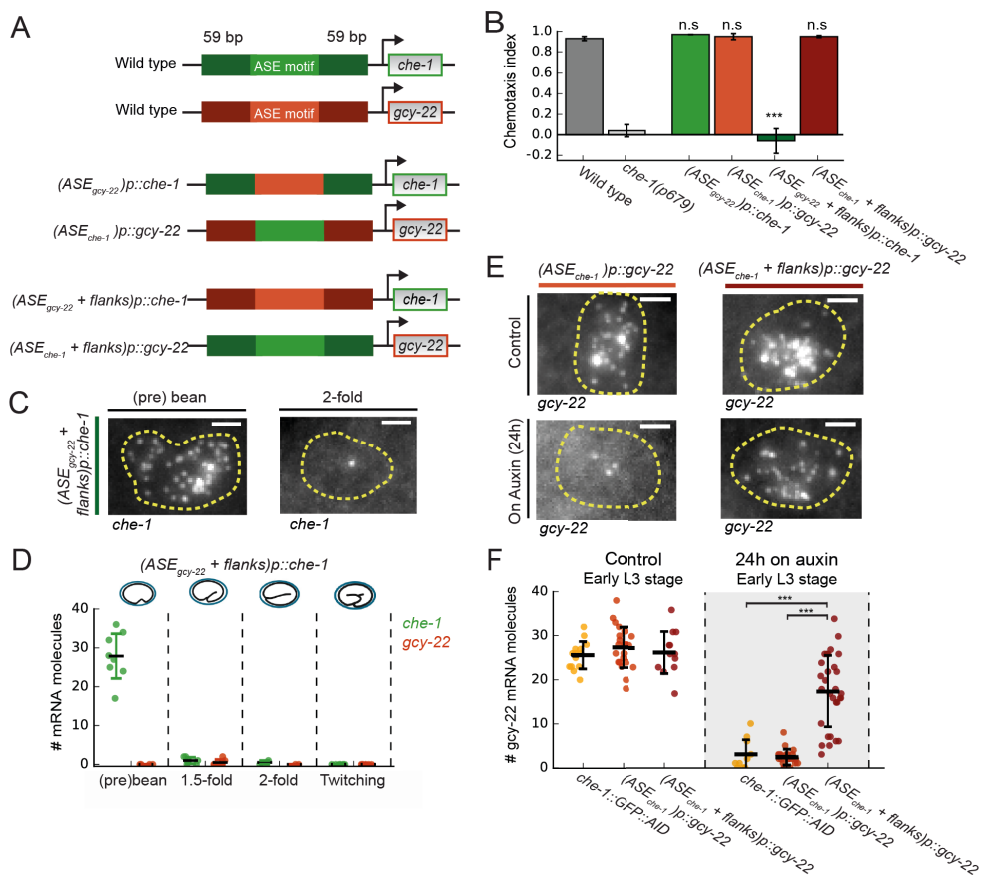 A
59 bp 59 bp
Wild type ASE motif che-1
Wild type ASE motif gcy-22
(ASEgcy-22)p::che-1 che-1
(ASEche-1 )p::gcy-22 gcy-22
(ASEgcy-22 + flanks)p::che-1 che-1
(ASEche-1 + flanks)p::gcy-22 gcy-22
B
Chemotaxis index
1.0
0.8
0.6
0.4
0.2
0.0
-0.2
n.s n.s *** n.s
Wild type
che-1(p679)
(ASEgcy-22)p::che-1
(ASEche-1 )p::gcy-22
(ASEgcy-22 + flanks)p::che-1
(ASEche-1 + flanks)p::gcy-22
C
(pre) bean 2-fold
(ASEgcy-22 +
flanks)p::che-1
che-1 che-1
D
(ASEgcy-22 + flanks)p::che-1
# mRNA molecules
40
30
20
10
0
che-1
gcy-22
(pre)bean 1.5-fold 2-fold Twitching
E
(ASEche-1 )p::gcy-22 (ASEche-1 + flanks)p::gcy-22
Control
gcy-22 gcy-22
On Auxin (24h)
gcy-22 gcy-22
F
Control 24h on auxin
Early L3 stage Early L3 stage
# gcy-22 mRNA molecules
40
30
20
10
0
***
***
che-1::GFP::AID
(ASEche-1 )p::gcy-22
(ASEche-1 + flanks)p::gcy-22
che-1::GFP::AID
(ASEche-1 )p::gcy-22
(ASEche-1 + flanks)p::gcy-22